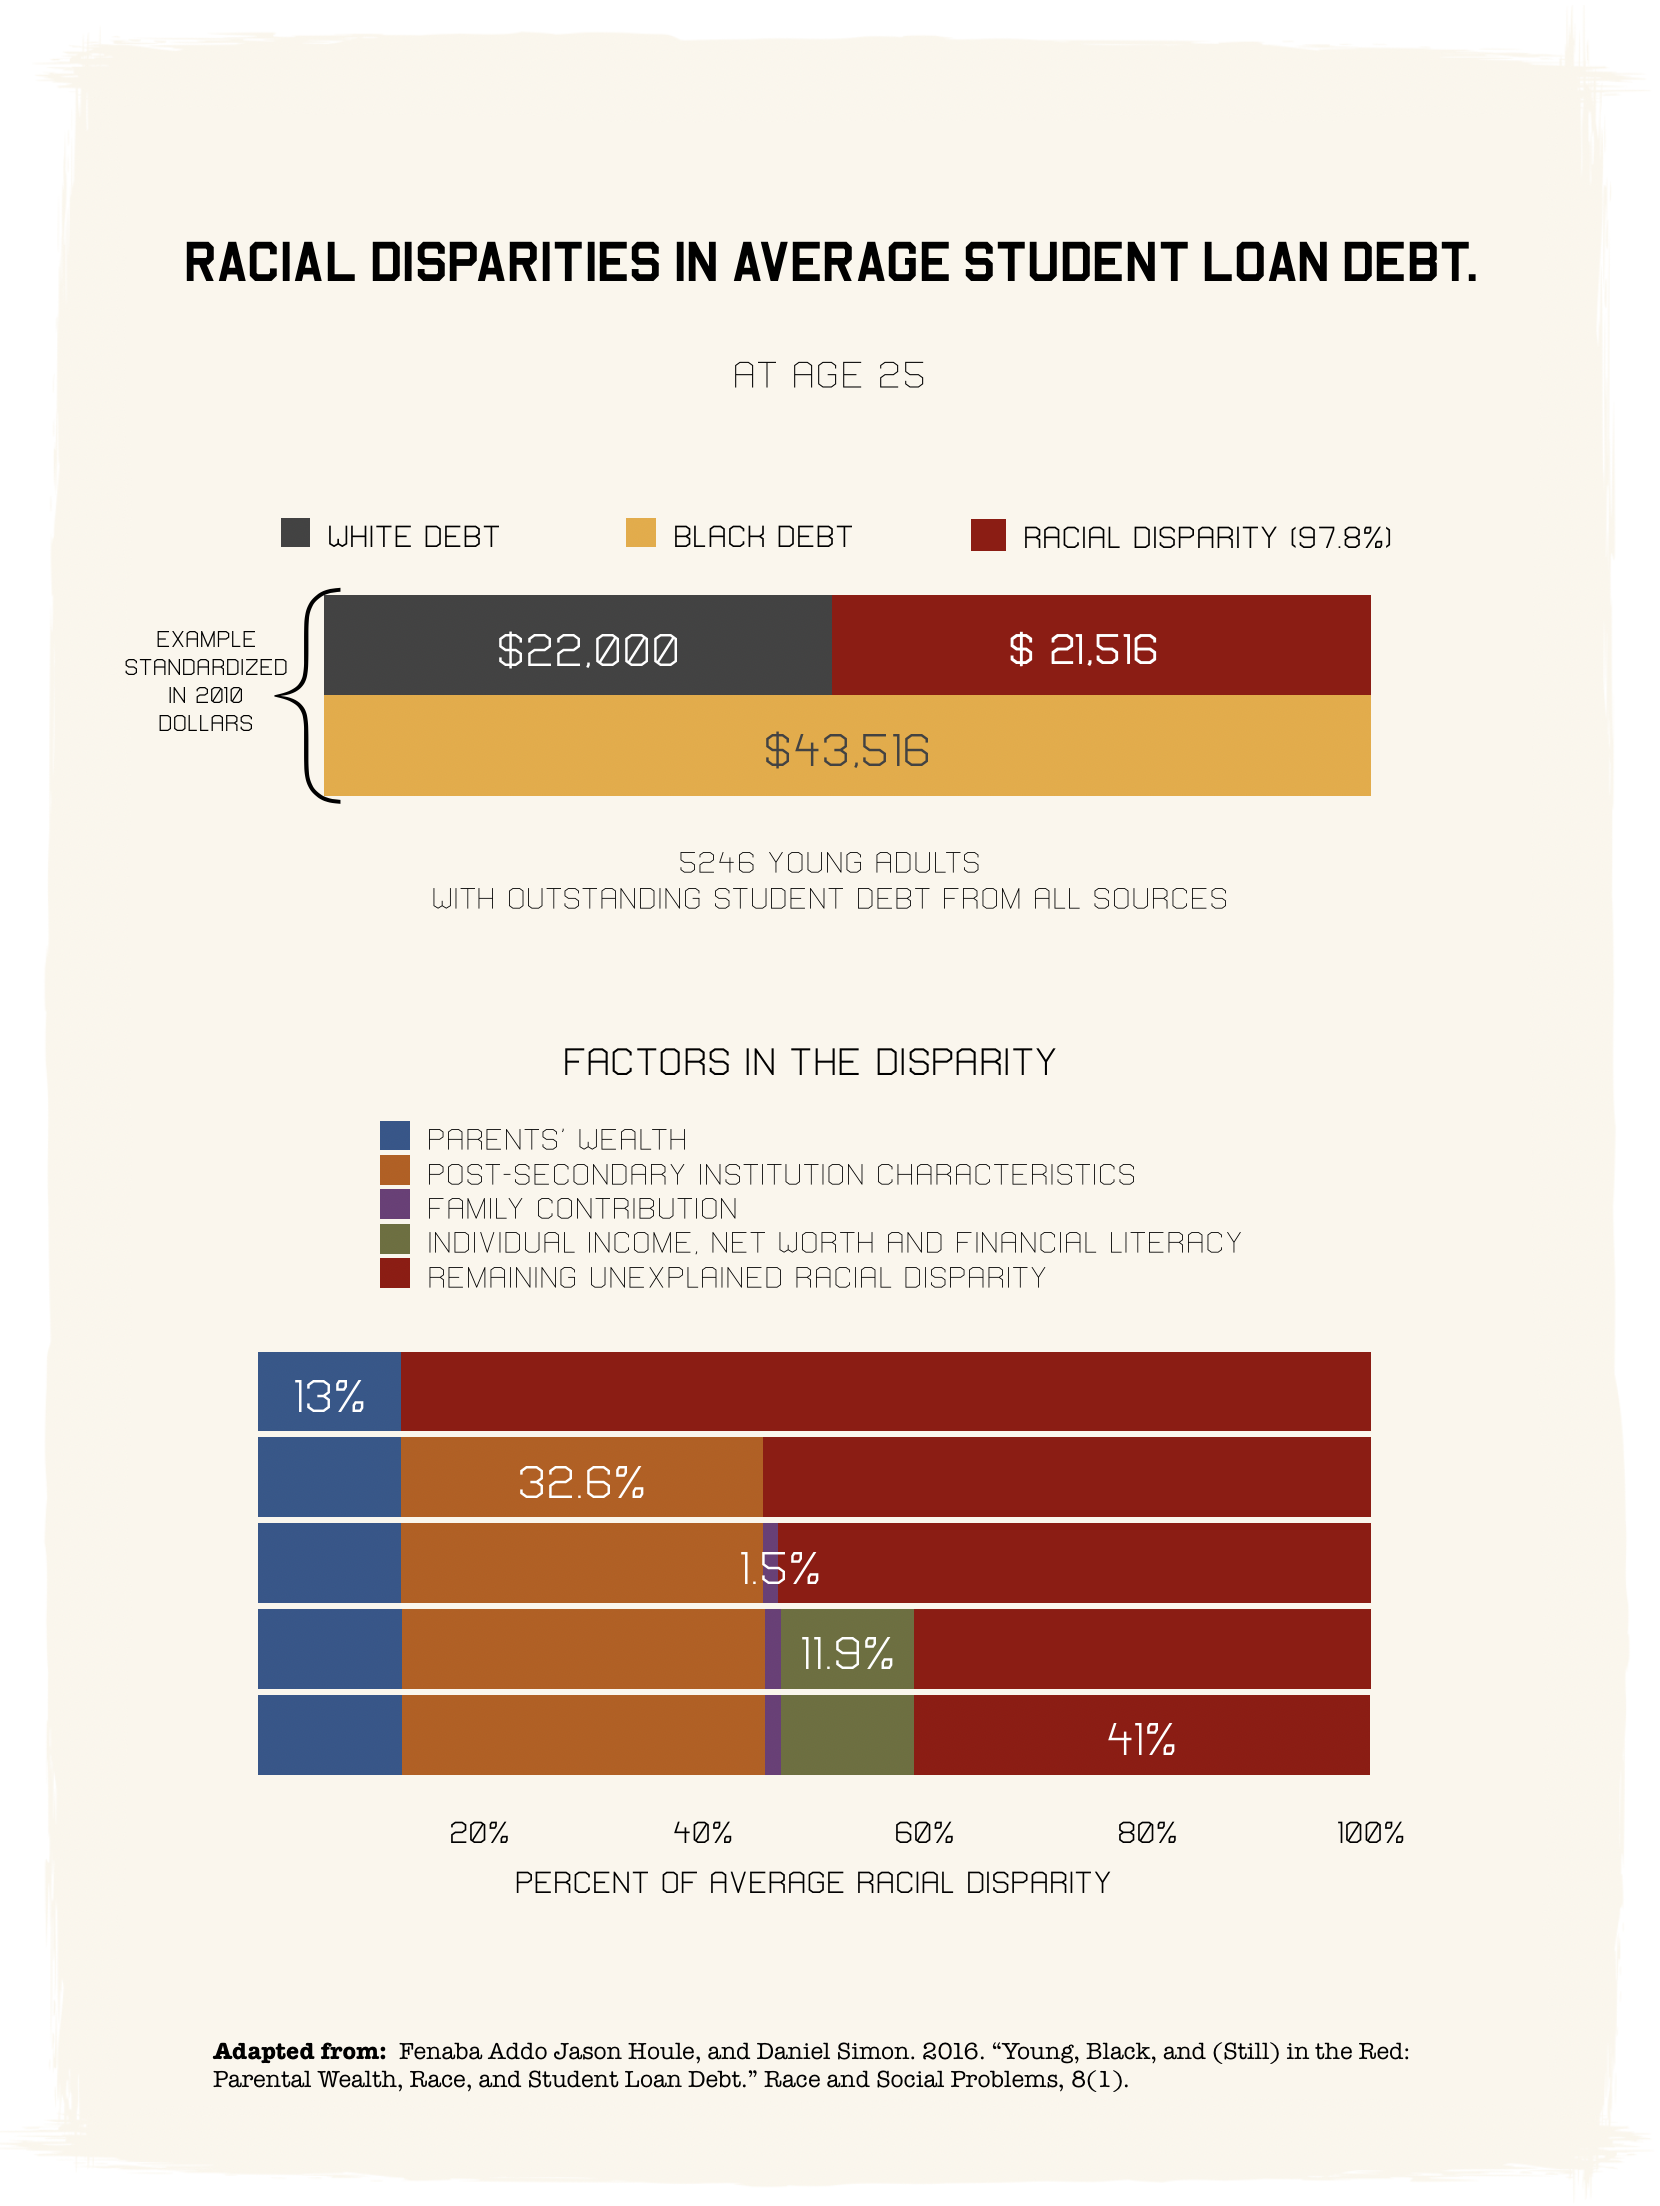 RACIAL DISPARITIES IN AVERAGE STUDENT LOAN DEBT.
AT AGE 25
WHITE DEBT
BLACK DEBT
RACIAL DISPARITY (97.8%)
EXAMPLE
STANDARDIZED
IN 2010
DOLLARS
$22,000
$ 21,516
$43,516
5246 YOUNG ADULTS
WITH OUTSTANDING STUDENT DEBT FROM ALL SOURCES
FACTORS IN THE DISPARITY
PARENTS' WEALTH
POST-SECONDARY INSTITUTION CHARACTERISTICS
FAMILY CONTRIBUTION
INDIVIDUAL INCOME, NET WORTH AND FINANCIAL LITERACY
REMAINING UNEXPLAINED RACIAL DISPARITY
13%
32.6%
1.5%
11.9%
41%
20% 40% 60% 80% 100%
PERCENT OF AVERAGE RACIAL DISPARITY
Adapted from: Fenaba Addo Jason Houle, and Daniel Simon. 2016. “Young, Black, and (Still) in the Red:
Parental Wealth, Race, and Student Loan Debt.” Race and Social Problems, 8(1).